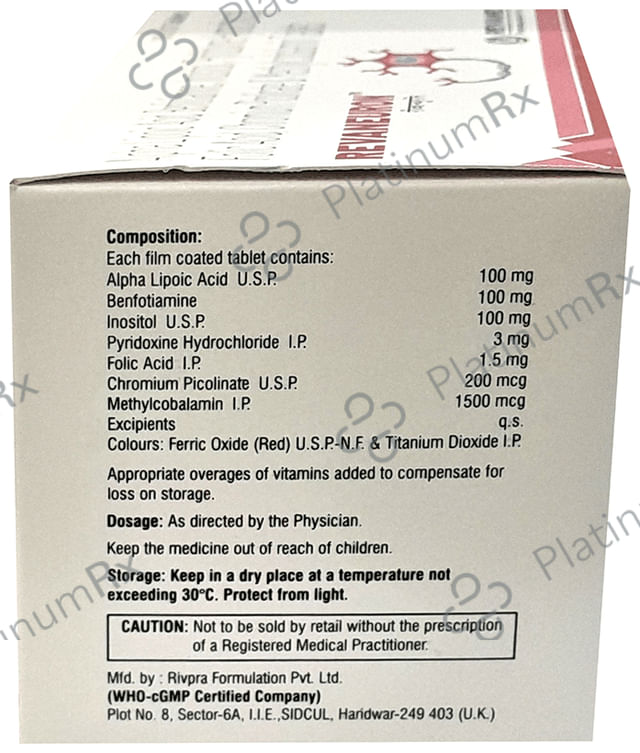 REVANEURON™
Composition:
Each film coated tablet contains:
Alpha Lipoic Acid U.S.P. 100 mg
Benfotiamine 100 mg
Inositol U.S.P. 100 mg
Pyridoxine Hydrochloride I.P. 3 mg
Folic Acid I.P. 1.5 mg
Chromium Picolinate U.S.P. 200 mcg
Methylcobalamin I.P. 1500 mcg
Excipients q.s.
Colours: Ferric Oxide (Red) U.S.P.-N.F. & Titanium Dioxide I.P.
Appropriate overages of vitamins added to compensate for
loss on storage.
Dosage: As directed by the Physician.
Keep the medicine out of reach of children.
Storage: Keep in a dry place at a temperature not
exceeding 30°C. Protect from light.
CAUTION: Not to be sold by retail without the prescription
of a Registered Medical Practitioner.
Mfd. by : Rivpra Formulation Pvt. Ltd.
(WHO-cGMP Certified Company)
Plot No. 8, Sector-6A, I.I.E.,SIDCUL, Haridwar-249 403 (U.K.)
PlatinumRx
PlatinumRx
PlatinumRx